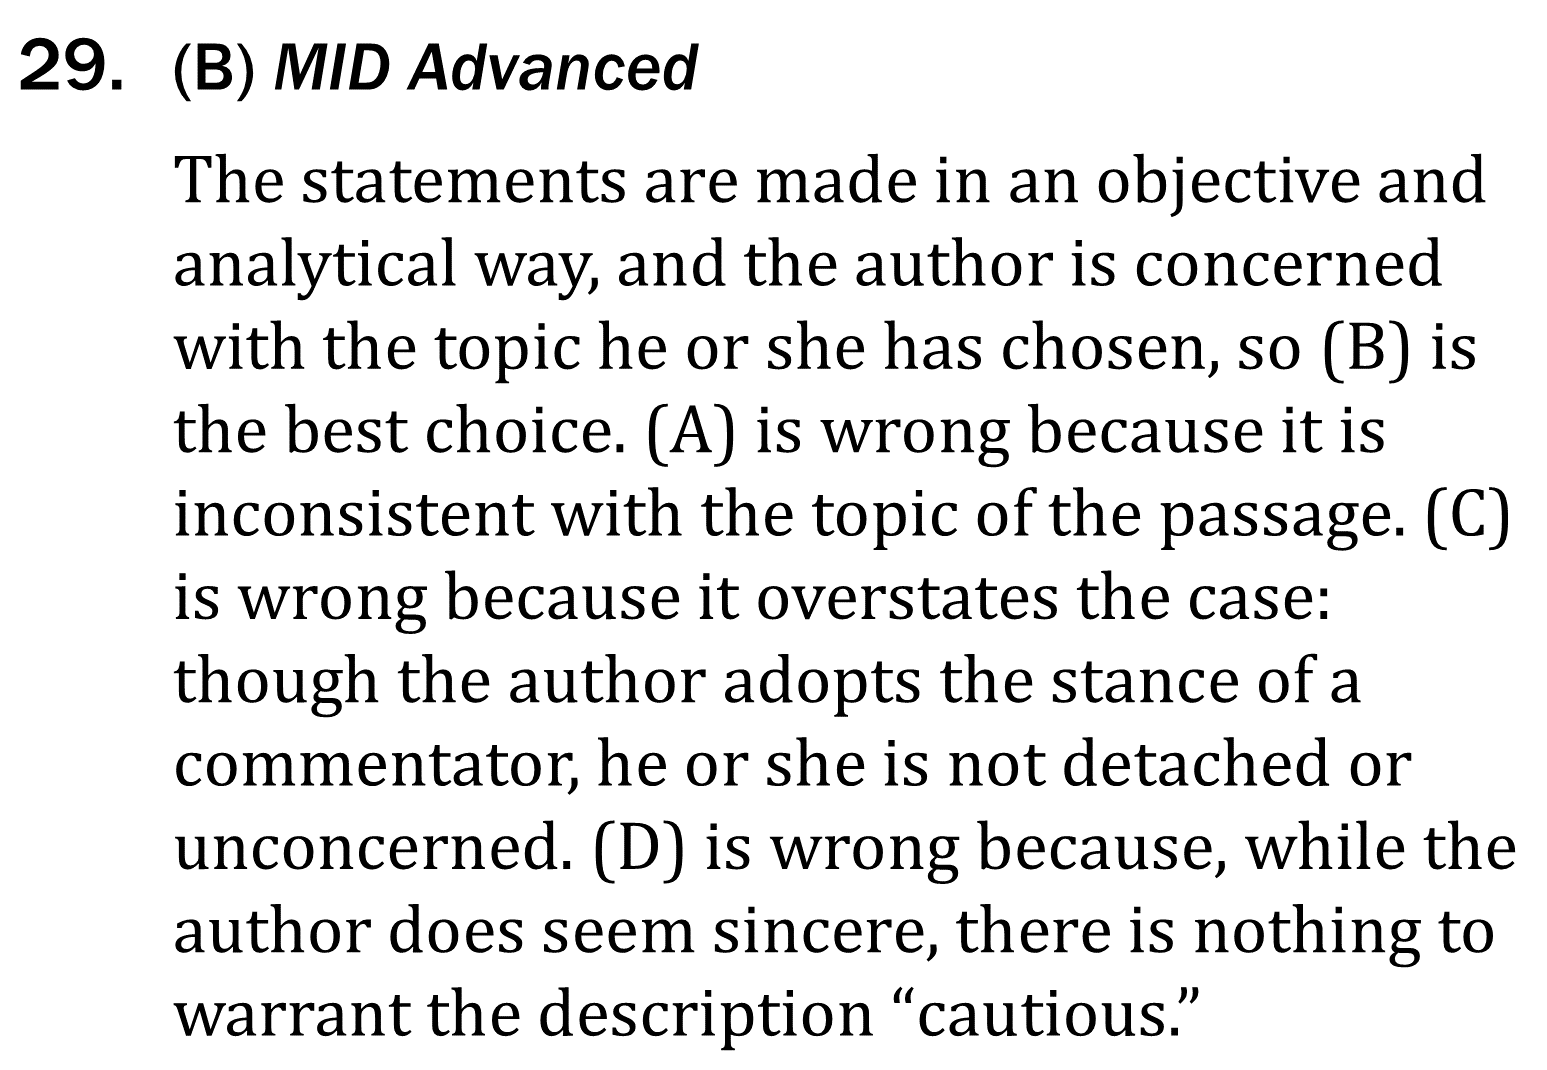 29. (B) MID Advanced
The statements are made in an objective and
analytical way, and the author is concerned
with the topic he or she has chosen, so (B) is
the best choice. (A) is wrong because it is
inconsistent with the topic of the passage. (C)
is wrong because it overstates the case:
though the author adopts the stance of a
commentator, he or she is not detached or
unconcerned. (D) is wrong because, while the
author does seem sincere, there is nothing to
warrant the description “cautious.”